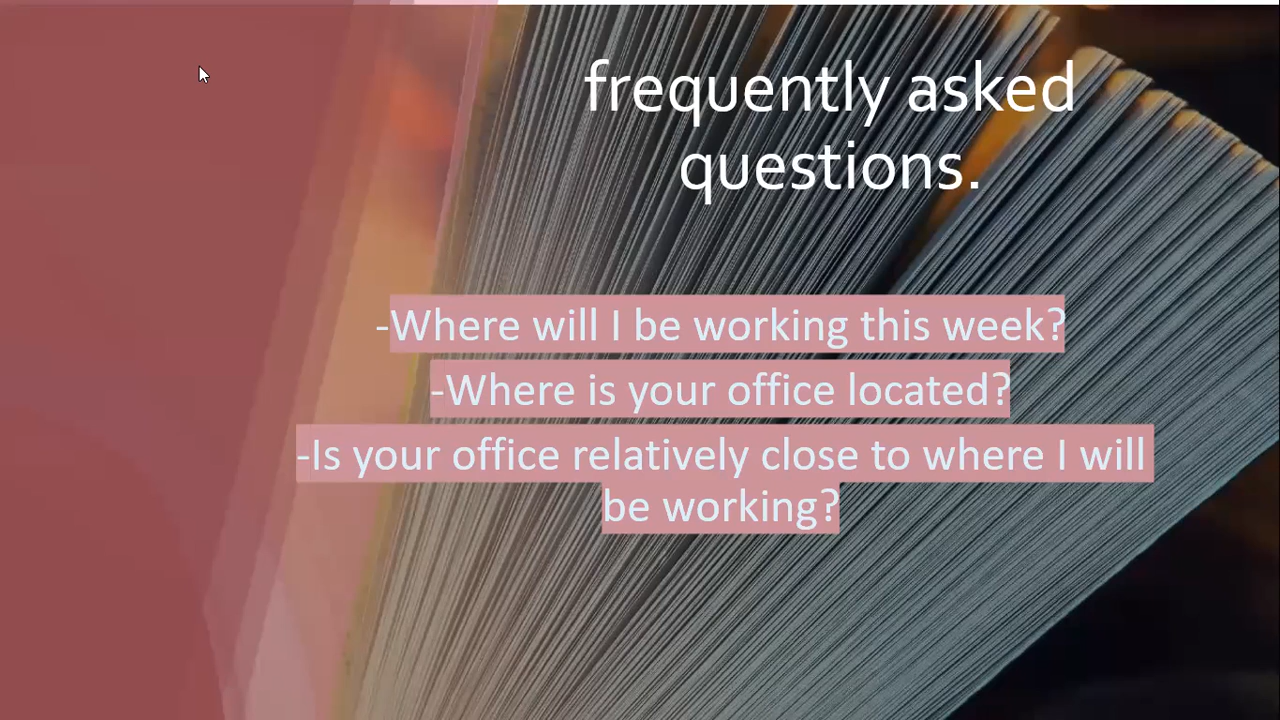 frequently asked
questions.
-Where will I be working this week?
-Where is your office located?
-Is your office relatively close to where I will
be working?